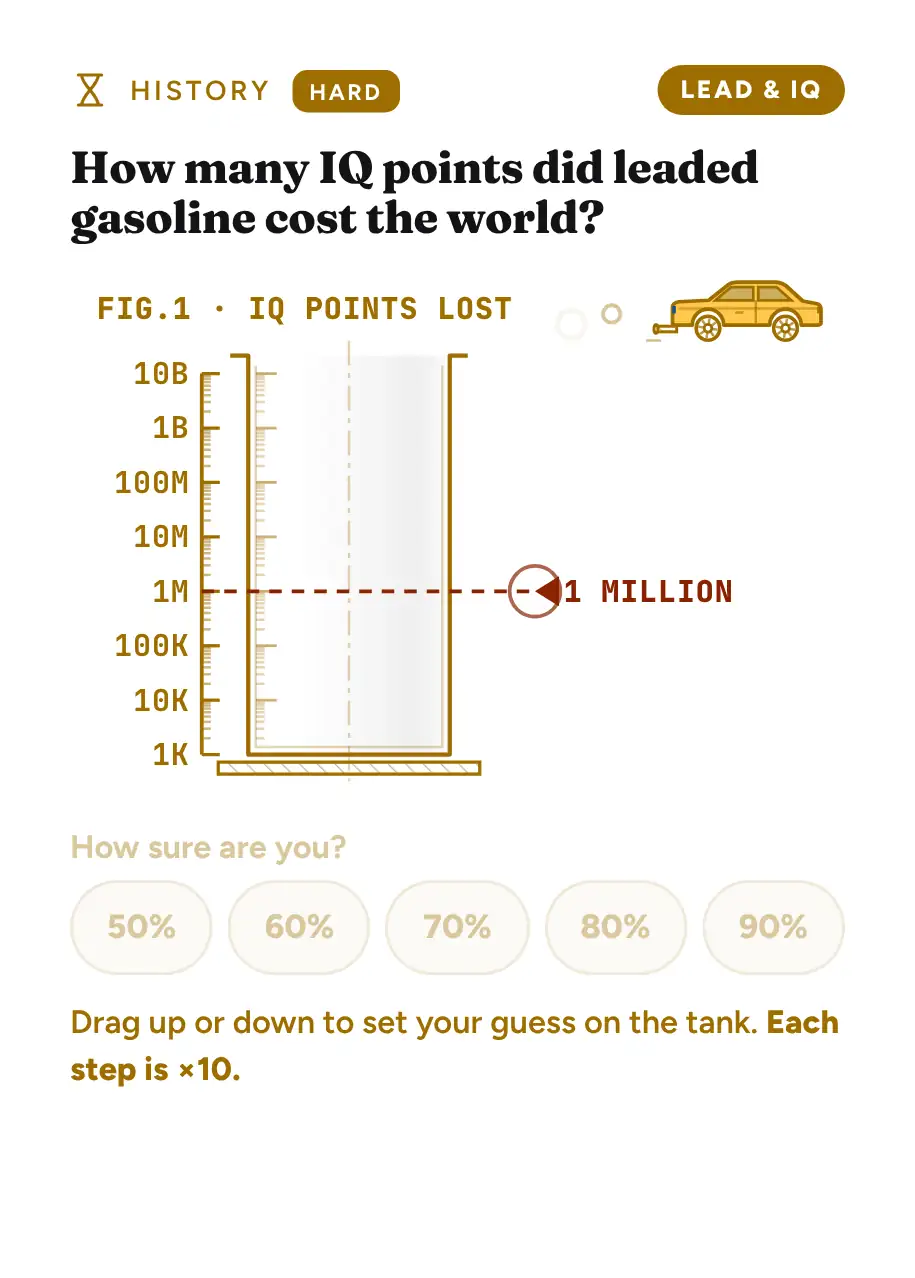 HISTORY HARD LEAD & IQ
How many IQ points did leaded
gasoline cost the world?
FIG.1 · IQ POINTS LOST
10B
1B
100M
10M
1M
1 MILLION
100K
10K
1K
How sure are you?
50% 60% 70% 80% 90%
Drag up or down to set your guess on the tank. Each
step is ×10.